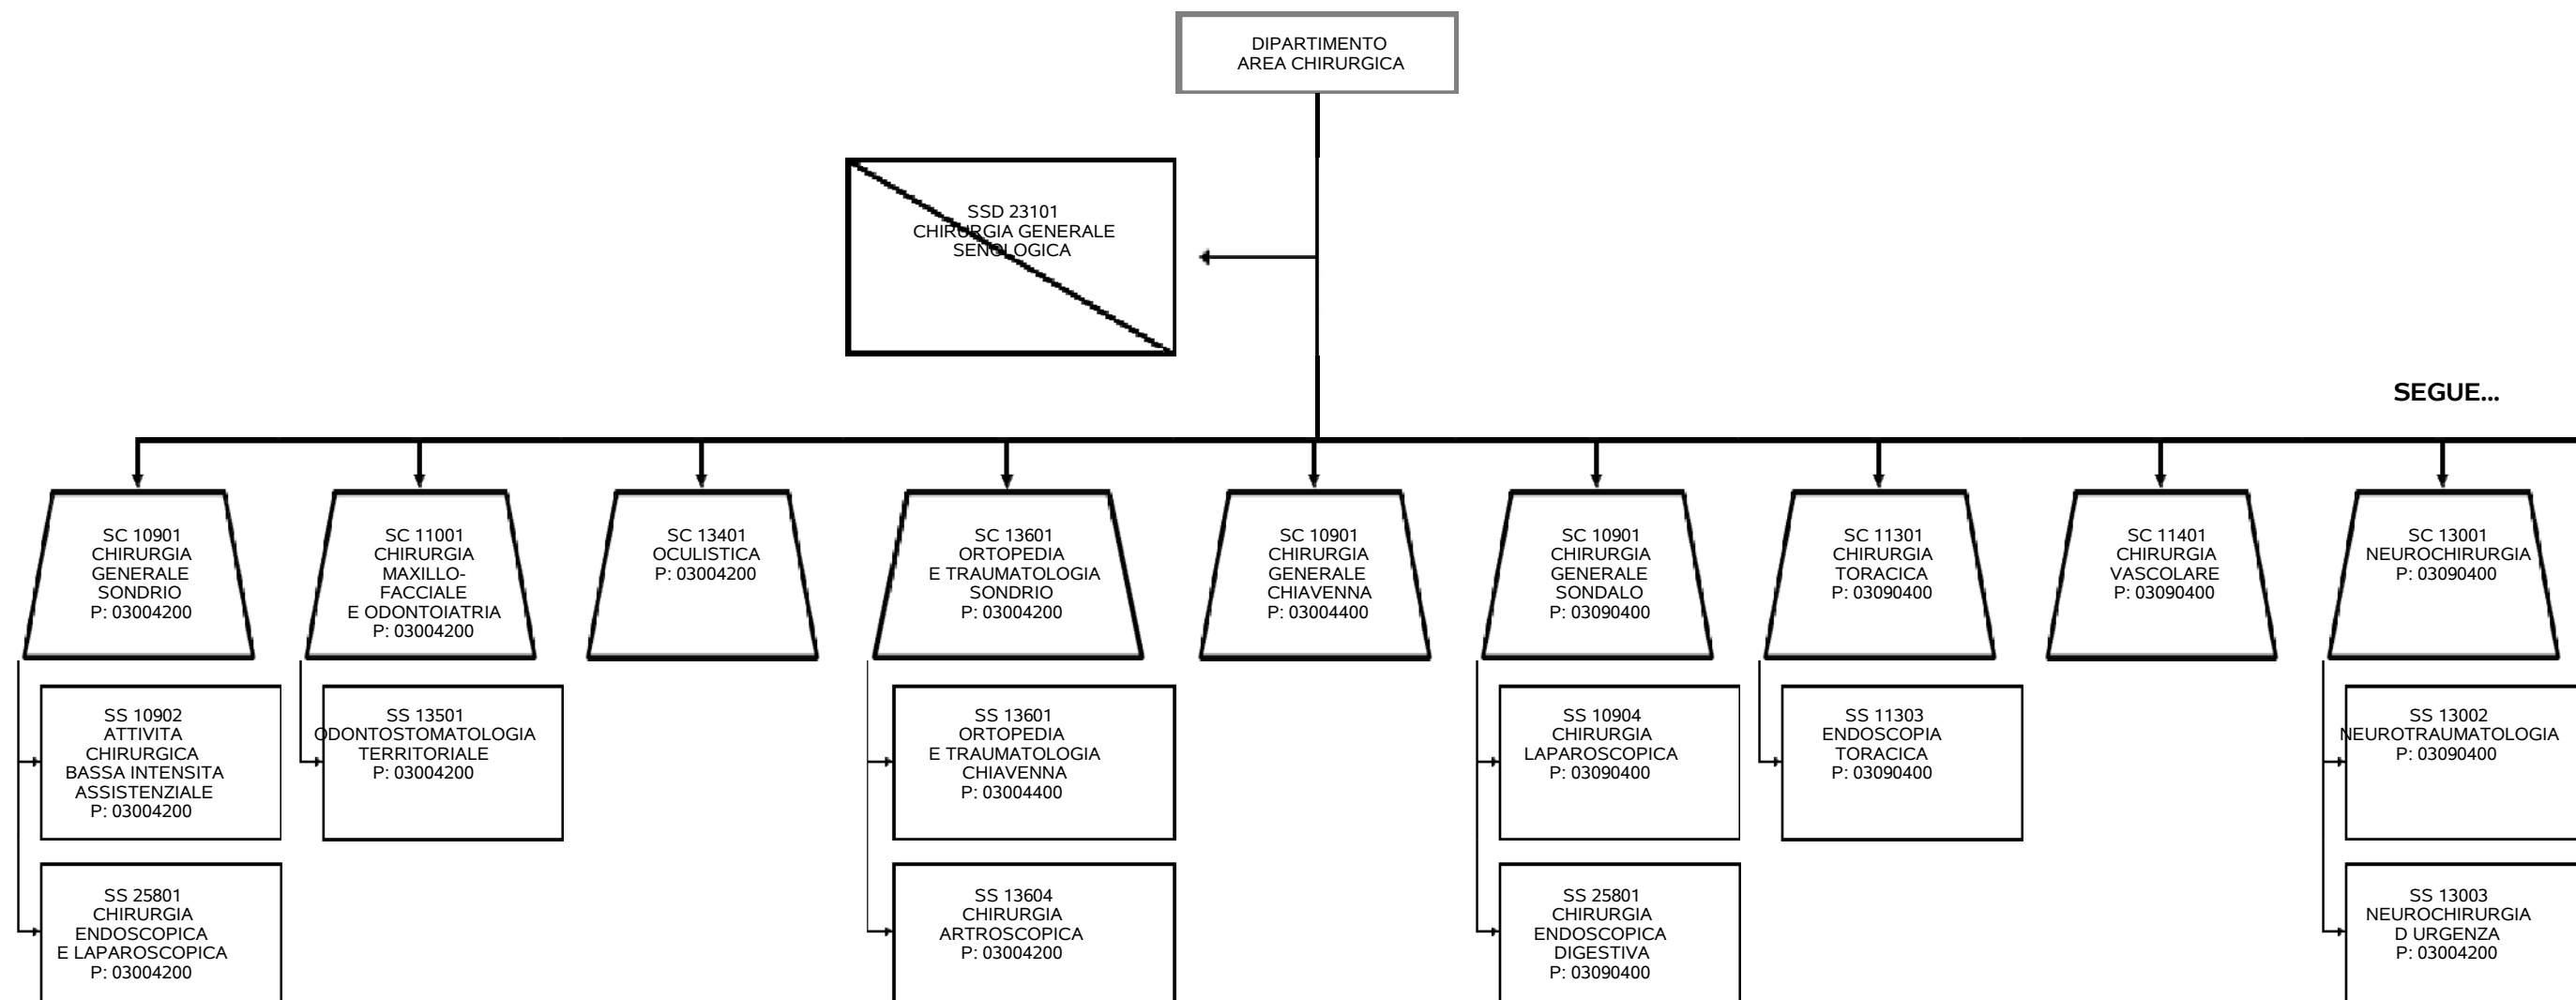 DIPARTIMENTO
AREA CHIRURGICA
SSD 23101
CHIRURGIA GENERALE
SENOLOGICA
SEGUE...
SC 10901
CHIRURGIA
GENERALE
SONDRIO
P: 03004200
SC 11001
CHIRURGIA
MAXILLO-
FACCIALE
E ODONTOIATRIA
P: 03004200
SC 13401
OCULISTICA
P: 03004200
SC 13601
ORTOPEDIA
E TRAUMATOLOGIA
SONDRIO
P: 03004200
SC 10901
CHIRURGIA
GENERALE
CHIAVENNA
P: 03004400
SC 10901
CHIRURGIA
GENERALE
SONDALO
P: 03090400
SC 11301
CHIRURGIA
TORACICA
P: 03090400
SC 11401
CHIRURGIA
VASCOLARE
P: 03090400
SC 13001
NEUROCHIRURGIA
P: 03090400
SS 10902
ATTIVITA
CHIRURGICA
BASSA INTENSITA
ASSISTENZIALE
P: 03004200
SS 13501
ODONTOSTOMATOLOGIA
TERRITORIALE
P: 03004200
SS 13601
ORTOPEDIA
E TRAUMATOLOGIA
CHIAVENNA
P: 03004400
SS 10904
CHIRURGIA
LAPAROSCOPICA
P: 03090400
SS 11303
ENDOSCOPIA
TORACICA
P: 03090400
SS 13002
NEUROTRAUMATOLOGIA
P: 03090400
SS 25801
CHIRURGIA
ENDOSCOPICA
E LAPAROSCOPICA
P: 03004200
SS 13604
CHIRURGIA
ARTROSCOPICA
P: 03004200
SS 25801
CHIRURGIA
ENDOSCOPICA
DIGESTIVA
P: 03090400
SS 13003
NEUROCHIRURGIA
D URGENZA
P: 03004200